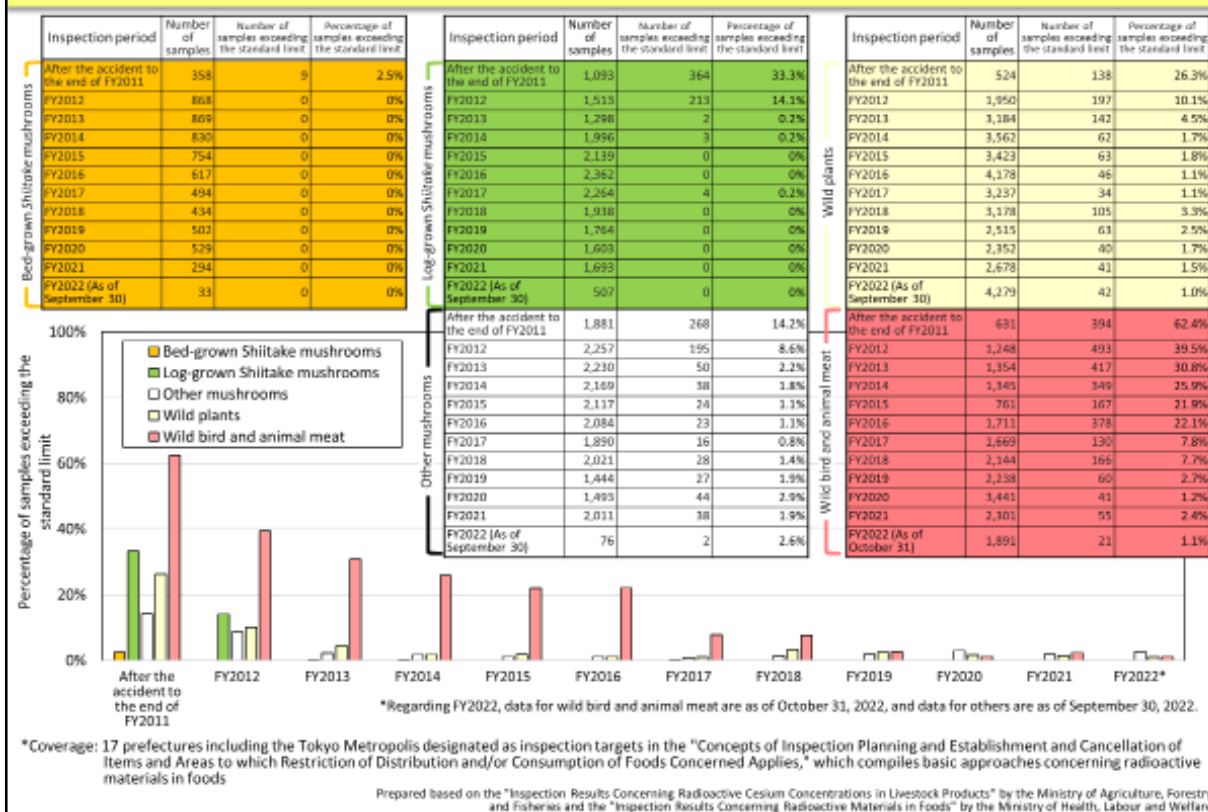 Inspection period Number of samples Number of samples exceeding the standard limit Percentage of samples exceeding the standard limit
Bed-grown Shiitake mushrooms
After the accident to the end of FY2011 358 9 2.5%
FY2012 868 0 0%
FY2013 869 0 0%
FY2014 830 0 0%
FY2015 754 0 0%
FY2016 617 0 0%
FY2017 494 0 0%
FY2018 434 0 0%
FY2019 502 0 0%
FY2020 529 0 0%
FY2021 294 0 0%
FY2022 (As of September 30) 33 0 0%
Inspection period Number of samples Number of samples exceeding the standard limit Percentage of samples exceeding the standard limit
Log-grown Shiitake mushrooms
After the accident to the end of FY2011 1,093 364 33.3%
FY2012 1,513 213 14.1%
FY2013 1,298 2 0.2%
FY2014 1,996 3 0.2%
FY2015 2,139 0 0%
FY2016 2,362 0 0%
FY2017 2,264 4 0.2%
FY2018 1,938 0 0%
FY2019 1,764 0 0%
FY2020 1,603 0 0%
FY2021 1,693 0 0%
FY2022 (As of September 30) 507 0 0%
Inspection period Number of samples Number of samples exceeding the standard limit Percentage of samples exceeding the standard limit
Wild plants
After the accident to the end of FY2011 524 138 26.3%
FY2012 1,950 197 10.1%
FY2013 3,184 142 4.5%
FY2014 3,562 62 1.7%
FY2015 3,423 63 1.8%
FY2016 4,178 46 1.1%
FY2017 3,237 34 1.1%
FY2018 3,178 105 3.3%
FY2019 2,515 63 2.5%
FY2020 2,352 40 1.7%
FY2021 2,678 41 1.5%
FY2022 (As of September 30) 4,279 42 1.0%
Other mushrooms
After the accident to the end of FY2011 1,881 268 14.2%
FY2012 2,257 195 8.6%
FY2013 2,230 50 2.2%
FY2014 2,169 38 1.8%
FY2015 2,117 24 1.1%
FY2016 2,084 23 1.1%
FY2017 1,890 16 0.8%
FY2018 2,021 28 1.4%
FY2019 1,444 27 1.9%
FY2020 1,493 44 2.9%
FY2021 2,011 38 1.9%
FY2022 (As of September 30) 76 2 2.6%
Wild bird and animal meat
After the accident to the end of FY2011 631 394 62.4%
FY2012 1,248 493 39.5%
FY2013 1,354 417 30.8%
FY2014 1,345 349 25.9%
FY2015 761 167 21.9%
FY2016 1,711 378 22.1%
FY2017 1,669 130 7.8%
FY2018 2,144 166 7.7%
FY2019 2,238 60 2.7%
FY2020 3,441 41 1.2%
FY2021 2,301 55 2.4%
FY2022 (As of October 31) 1,891 21 1.1%
Percentage of samples exceeding the standard limit
100%
80%
60%
40%
20%
0%
Bed-grown Shiitake mushrooms
Log-grown Shiitake mushrooms
Other mushrooms
Wild plants
Wild bird and animal meat
After the accident to the end of FY2011 FY2012 FY2013 FY2014 FY2015 FY2016 FY2017 FY2018 FY2019 FY2020 FY2021 FY2022*
*Regarding FY2022, data for wild bird and animal meat are as of October 31, 2022, and data for others are as of September 30, 2022.
*Coverage: 17 prefectures including the Tokyo Metropolis designated as inspection targets in the "Concepts of Inspection Planning and Establishment and Cancellation of
Items and Areas to which Restriction of Distribution and/or Consumption of Foods Concerned Applies," which compiles basic approaches concerning radioactive
materials in foods
Prepared based on the "Inspection Results Concerning Radioactive Cesium Concentrations in Livestock Products" by the Ministry of Agriculture, Forestry
and Fisheries and the "Inspection Results Concerning Radioactive Materials in Foods" by the Ministry of Health, Labour and Welfare